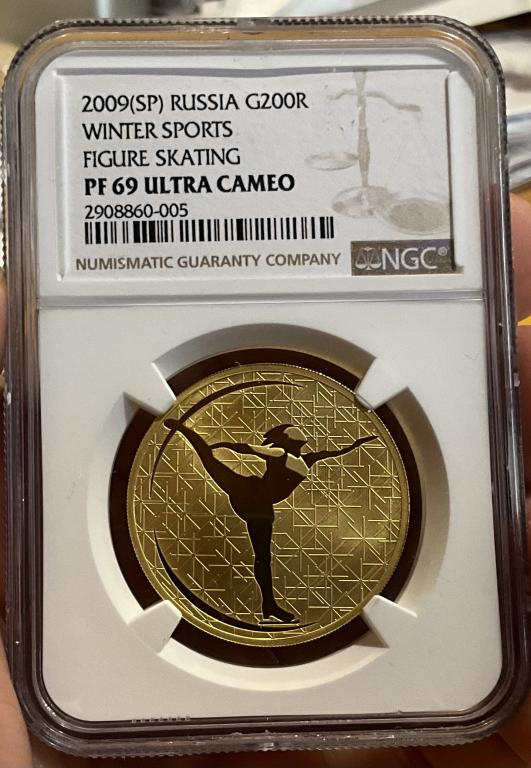 2009(SP) RUSSIA G200R
WINTER SPORTS
FIGURE SKATING
PF 69 ULTRA CAMEO
2908860-005
NUMISMATIC GUARANTY COMPANY NGC®